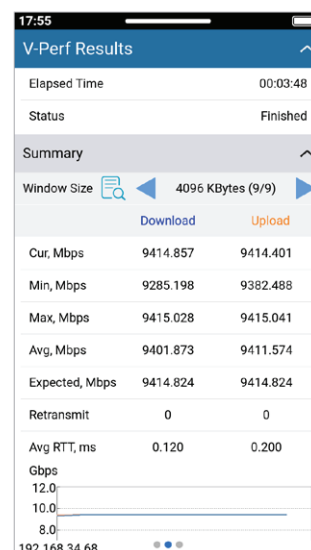 17:55
V-Perf Results
Elapsed Time 00:03:48
Status Finished
Summary
Window Size 4096 KBytes (9/9)
Download Upload
Cur, Mbps 9414.857 9414.401
Min, Mbps 9285.198 9382.488
Max, Mbps 9415.028 9415.041
Avg, Mbps 9401.873 9411.574
Expected, Mbps 9414.824 9414.824
Retransmit 0 0
Avg RTT, ms 0.120 0.200
Gbps
12.0
10.0
8.0
192.168.34.68